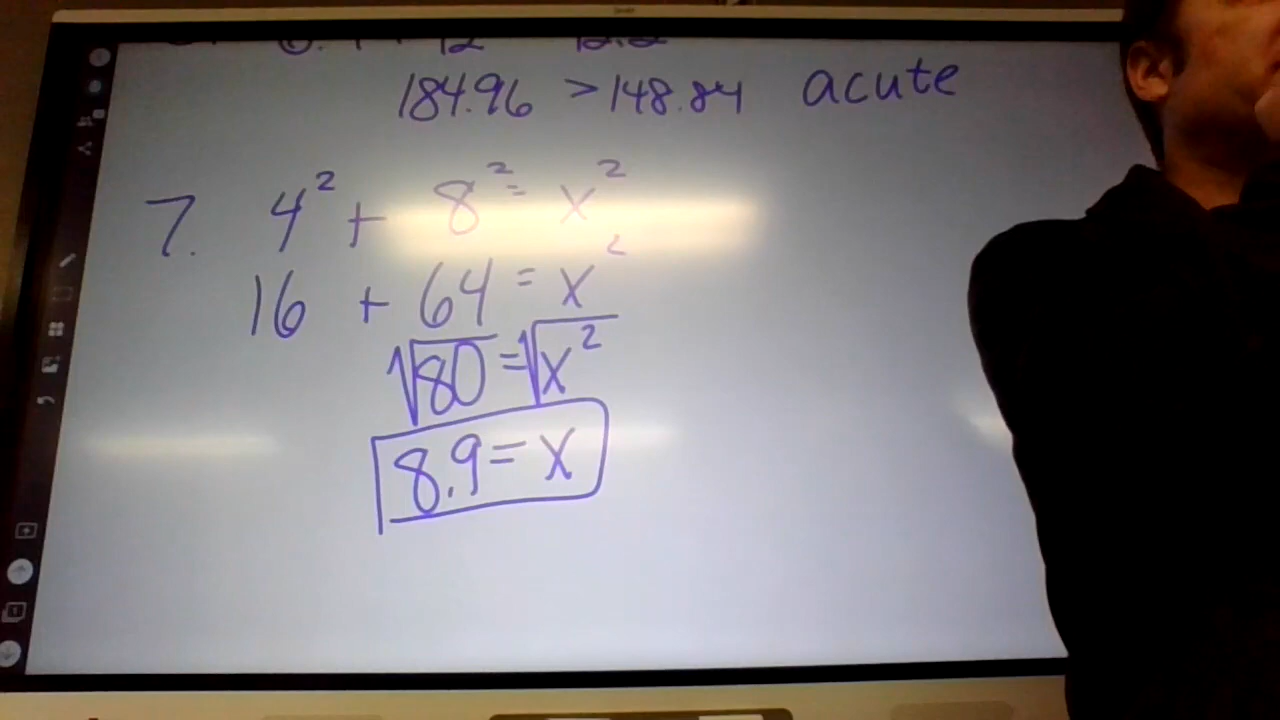 184.96 > 148.84 acute
7. 4² + 8² = x²
16 + 64 = x²
√80 = √x²
8.9 = x